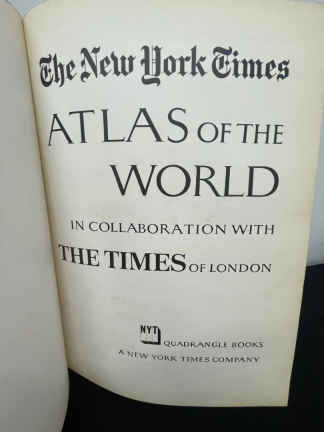 The New York Times
ATLAS OF THE
WORLD
IN COLLABORATION WITH
THE TIMES OF LONDON
NYT
QUADRANGLE BOOKS
A NEW YORK TIMES COMPANY